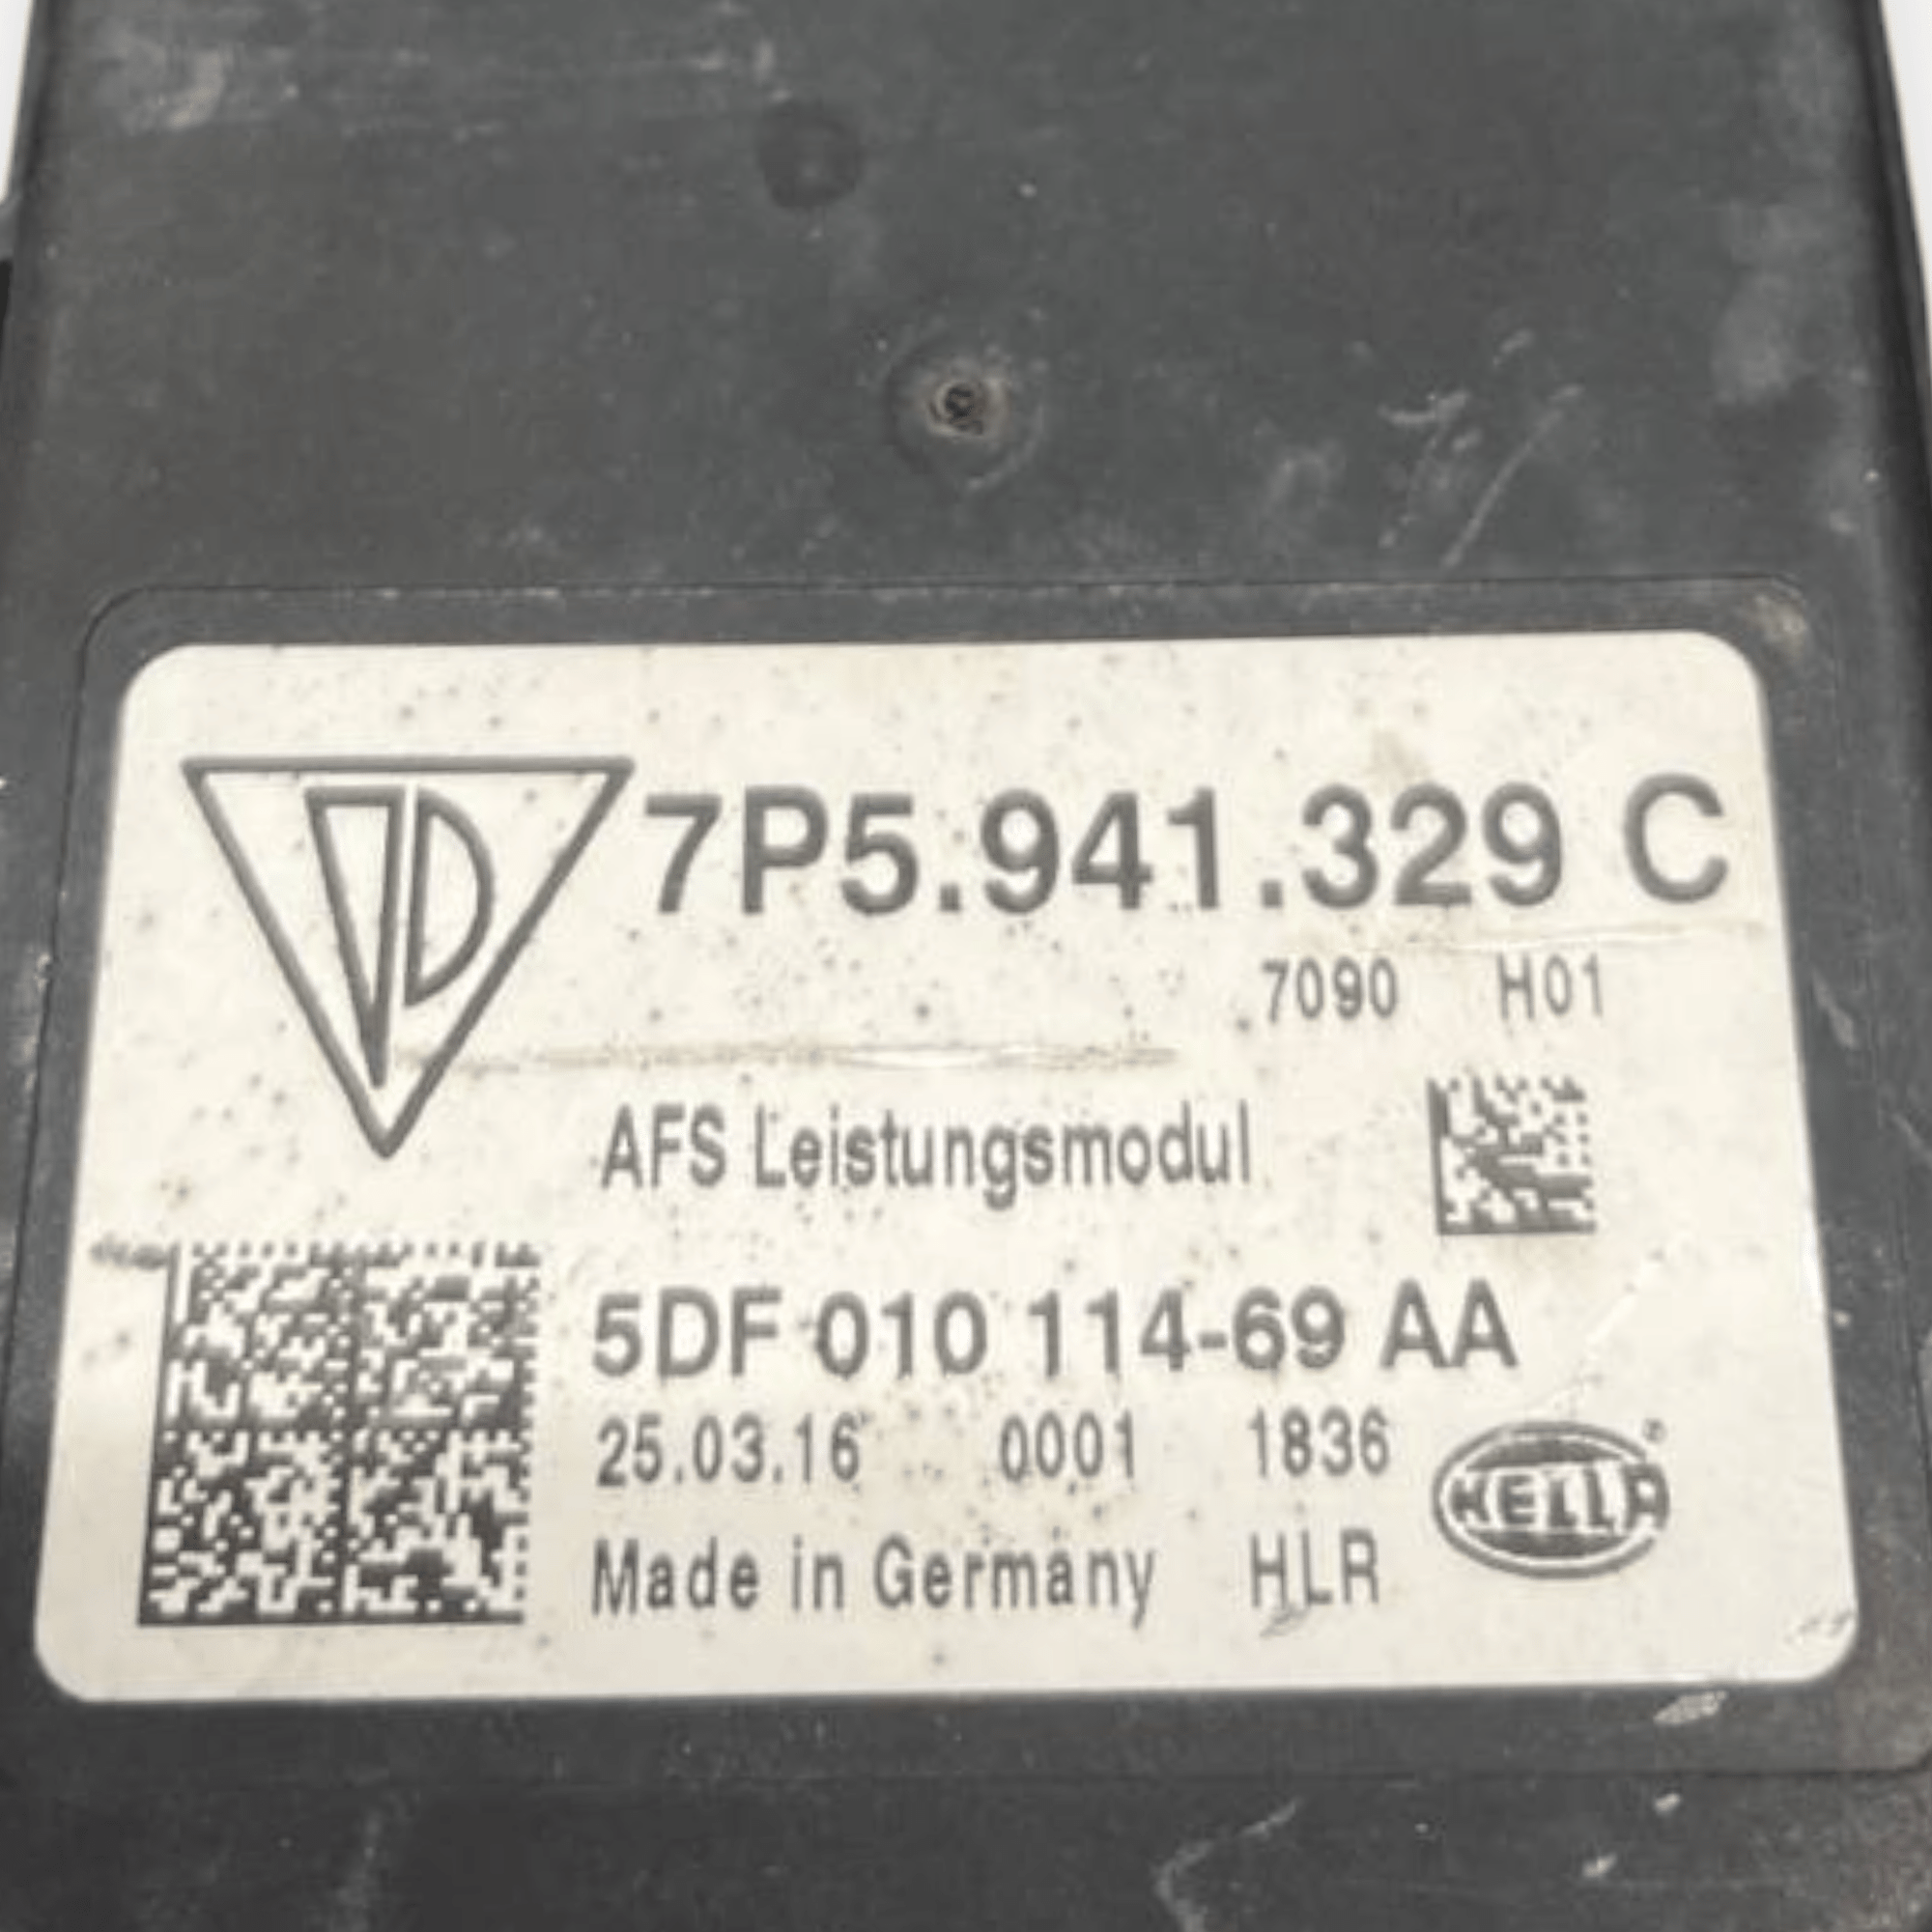 7P5.941.329 C
7090 H01
AFS Leistungsmodul
5DF 010 114-69 AA
25.03.16 0001 1836
HELLA
Made in Germany HLR